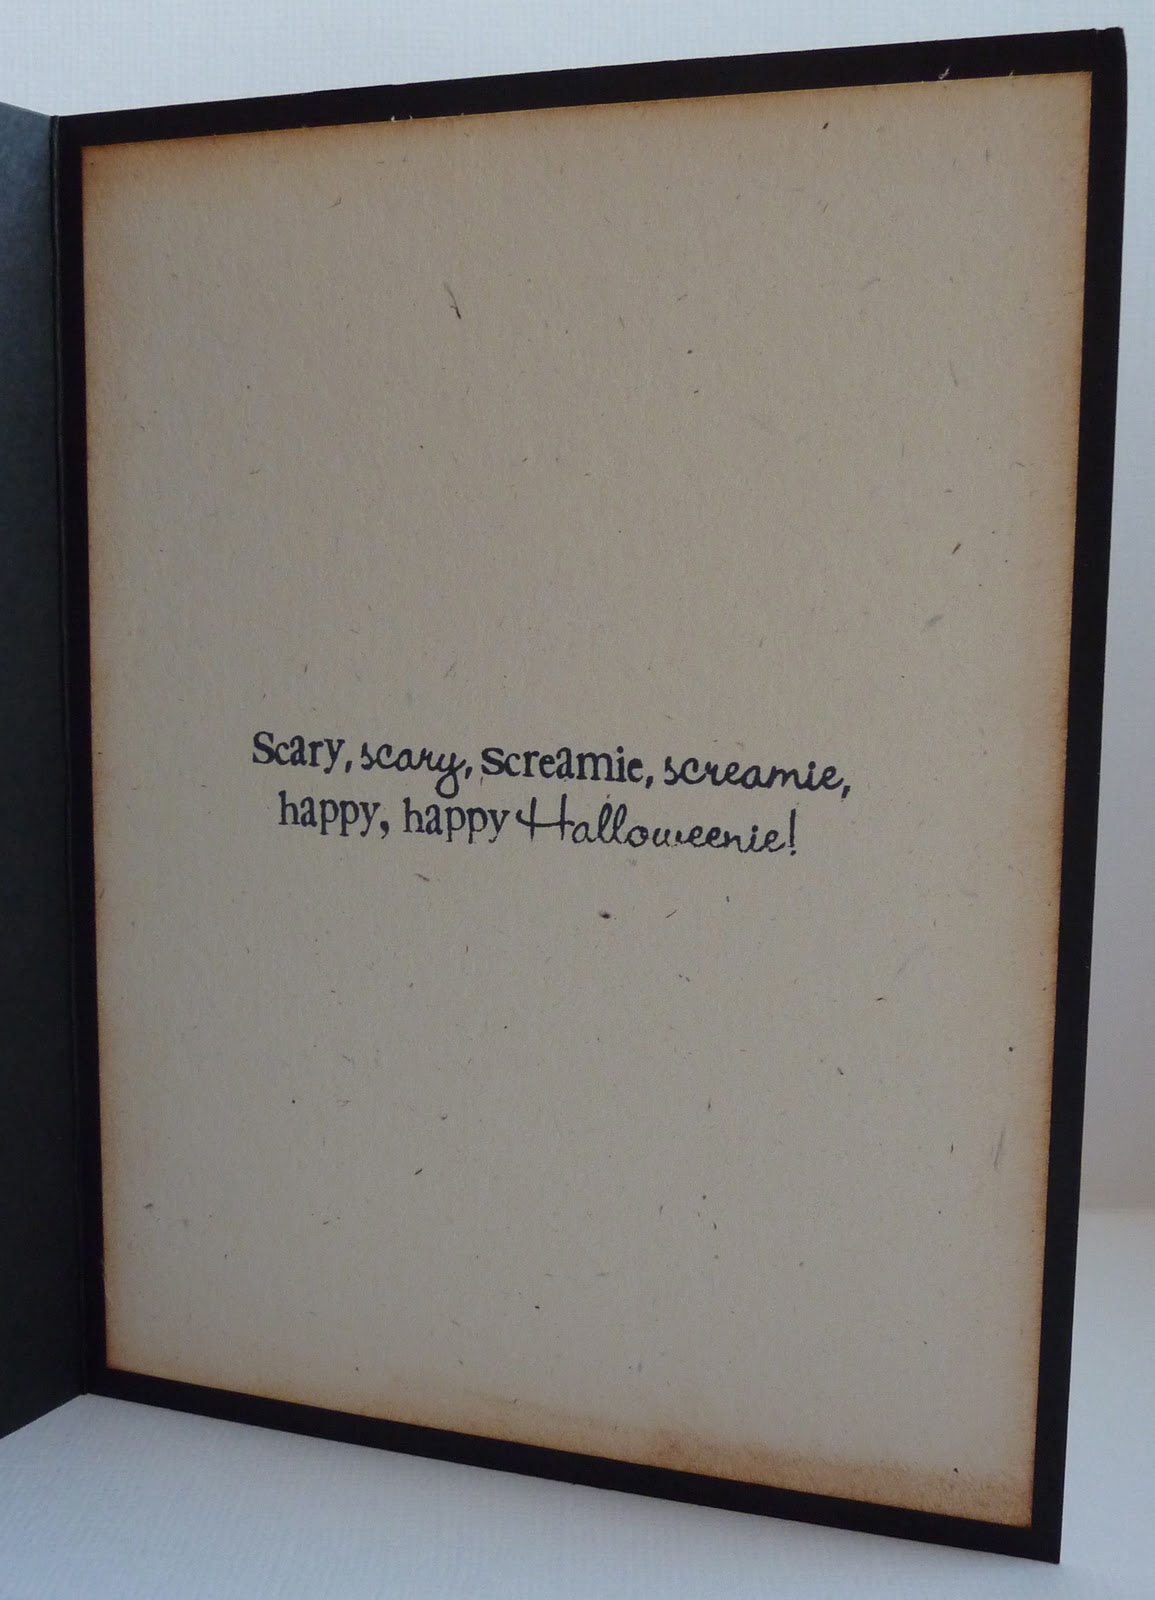 Scary, scary, Screamie, screamie,
happy, happy Halloweenie!